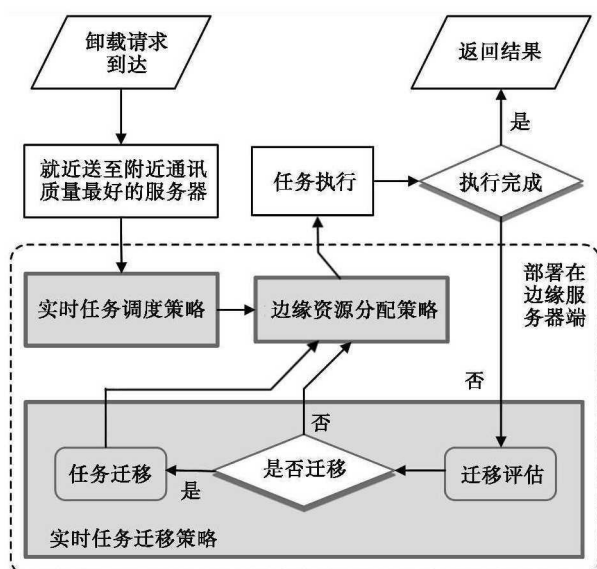 卸载请求
到达
返回结果
是
就近送至附近通讯
质量最好的服务器
任务执行
执行完成
部署在
边缘服
务器端
实时任务调度策略
边缘资源分配策略
否
否
任务迁移
是
是否迁移
迁移评估
实时任务迁移策略